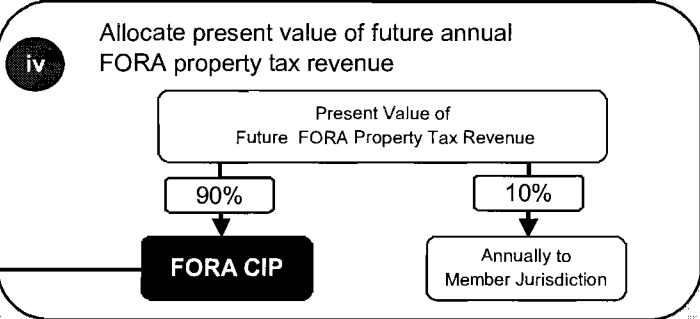 iv
Allocate present value of future annual
FORA property tax revenue
Present Value of
Future FORA Property Tax Revenue
90%
10%
FORA CIP
Annually to
Member Jurisdiction